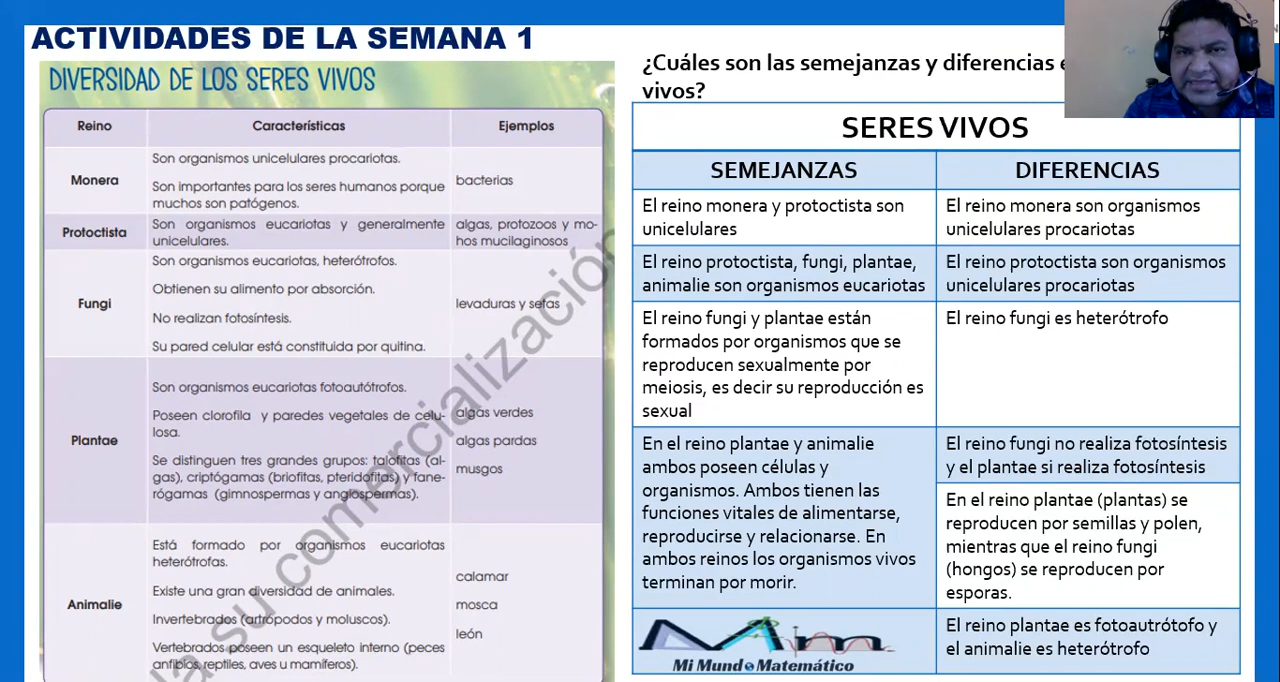 ACTIVIDADES DE LA SEMANA 1
DIVERSIDAD DE LOS SERES VIVOS
Reino
Características
Ejemplos
Monera
Son organismos unicelulares procariotas.
Son importantes para los seres humanos porque
muchos son patógenos.
bacterias
Protoctista
Son organismos eucariotas y generalmente
unicelulares.
algas, protozoos y mo-
hos mucilaginosos
Fungi
Son organismos eucariotas, heterótrofos.
Obtienen su alimento por absorción.
No realizan fotosíntesis.
Su pared celular está constituida por quitina.
levaduras y setas
Plantae
Son organismos eucariotas fotoautótrofos.
Poseen clorofila y paredes vegetales de celu-
losa.
Se distinguen tres grandes grupos: talofitas (al-
gas), criptógamas (briofitas, pteridofitas) y fane-
rógamas (gimnospermas y angiospermas).
algas verdes
algas pardas
musgos
Animalie
Está formado por organismos eucariotas
heterótrofas.
Existe una gran diversidad de animales.
Invertebrados (artrópodos y moluscos).
Vertebrados poseen un esqueleto interno (peces
anfibios, reptiles, aves u mamíferos).
calamar
mosca
león
su comercialización
¿Cuáles son las semejanzas y diferencias
vivos?
SERES VIVOS
SEMEJANZAS
DIFERENCIAS
El reino monera y protoctista son
unicelulares
El reino monera son organismos
unicelulares procariotas
El reino protoctista, fungi, plantae,
animalie son organismos eucariotas
El reino protoctista son organismos
unicelulares procariotas
El reino fungi y plantae están
formados por organismos que se
reproducen sexualmente por
meiosis, es decir su reproducción es
sexual
El reino fungi es heterótrofo
En el reino plantae y animalie
ambos poseen células y
organismos. Ambos tienen las
funciones vitales de alimentarse,
reproducirse y relacionarse. En
ambos reinos los organismos vivos
terminan por morir.
El reino fungi no realiza fotosíntesis
y el plantae si realiza fotosíntesis
En el reino plantae (plantas) se
reproducen por semillas y polen,
mientras que el reino fungi
(hongos) se reproducen por
esporas.
El reino plantae es fotoautrótofo y
el animalie es heterótrofo
Mim
Mi Mundo Matemático